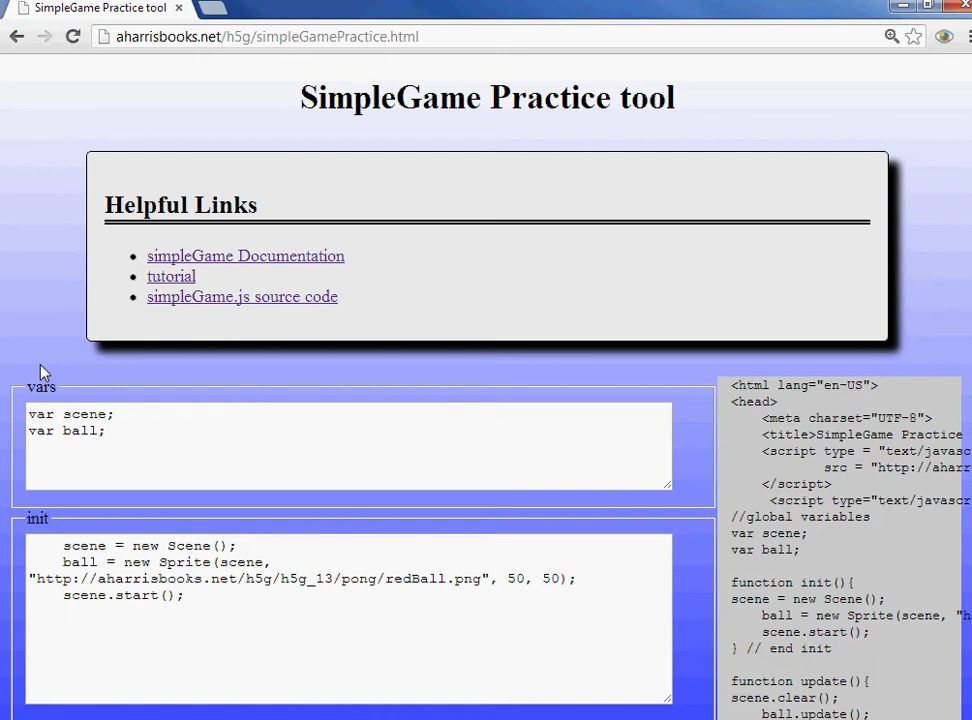 SimpleGame Practice tool
aharrisbooks.net/h5g/simpleGamePractice.html
SimpleGame Practice tool
Helpful Links
simpleGame Documentation
tutorial
simpleGame.js source code
vars
var scene;
var ball;
init
scene = new Scene();
ball = new Sprite(scene,
"http://aharrisbooks.net/h5g/h5g_13/pong/redBall.png", 50, 50);
scene.start();
<html lang="en-US">
<head>
<meta charset="UTF-8">
<title>SimpleGame Practice
<script type = "text/javasc
src = "http://aharr
</script>
<script type="text/javascr
//global variables
var scene;
var ball;
function init(){
scene = new Scene();
ball = new Sprite(scene, "h
scene.start();
} // end init
function update(){
scene.clear();
ball.update();